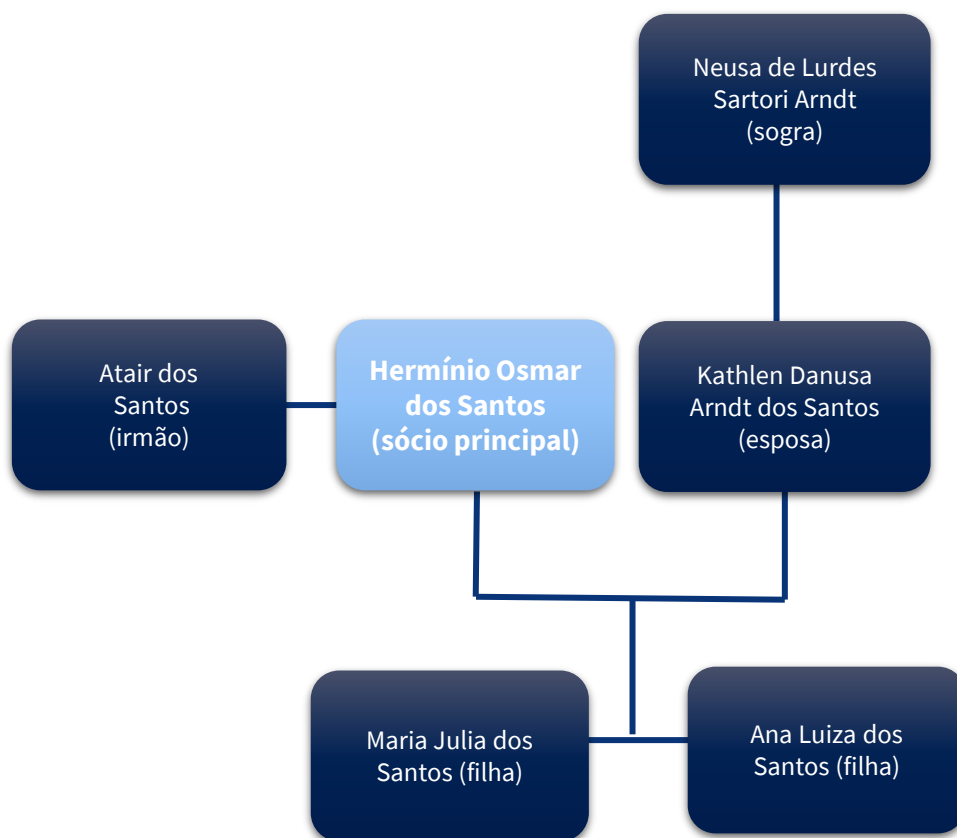 Neusa de Lurdes
Sartori Arndt
(sogra)
Atair dos
Santos
(irmão)
Hermínio Osmar
dos Santos
(sócio principal)
Kathlen Danusa
Arndt dos Santos
(esposa)
Maria Julia dos
Santos (filha)
Ana Luiza dos
Santos (filha)